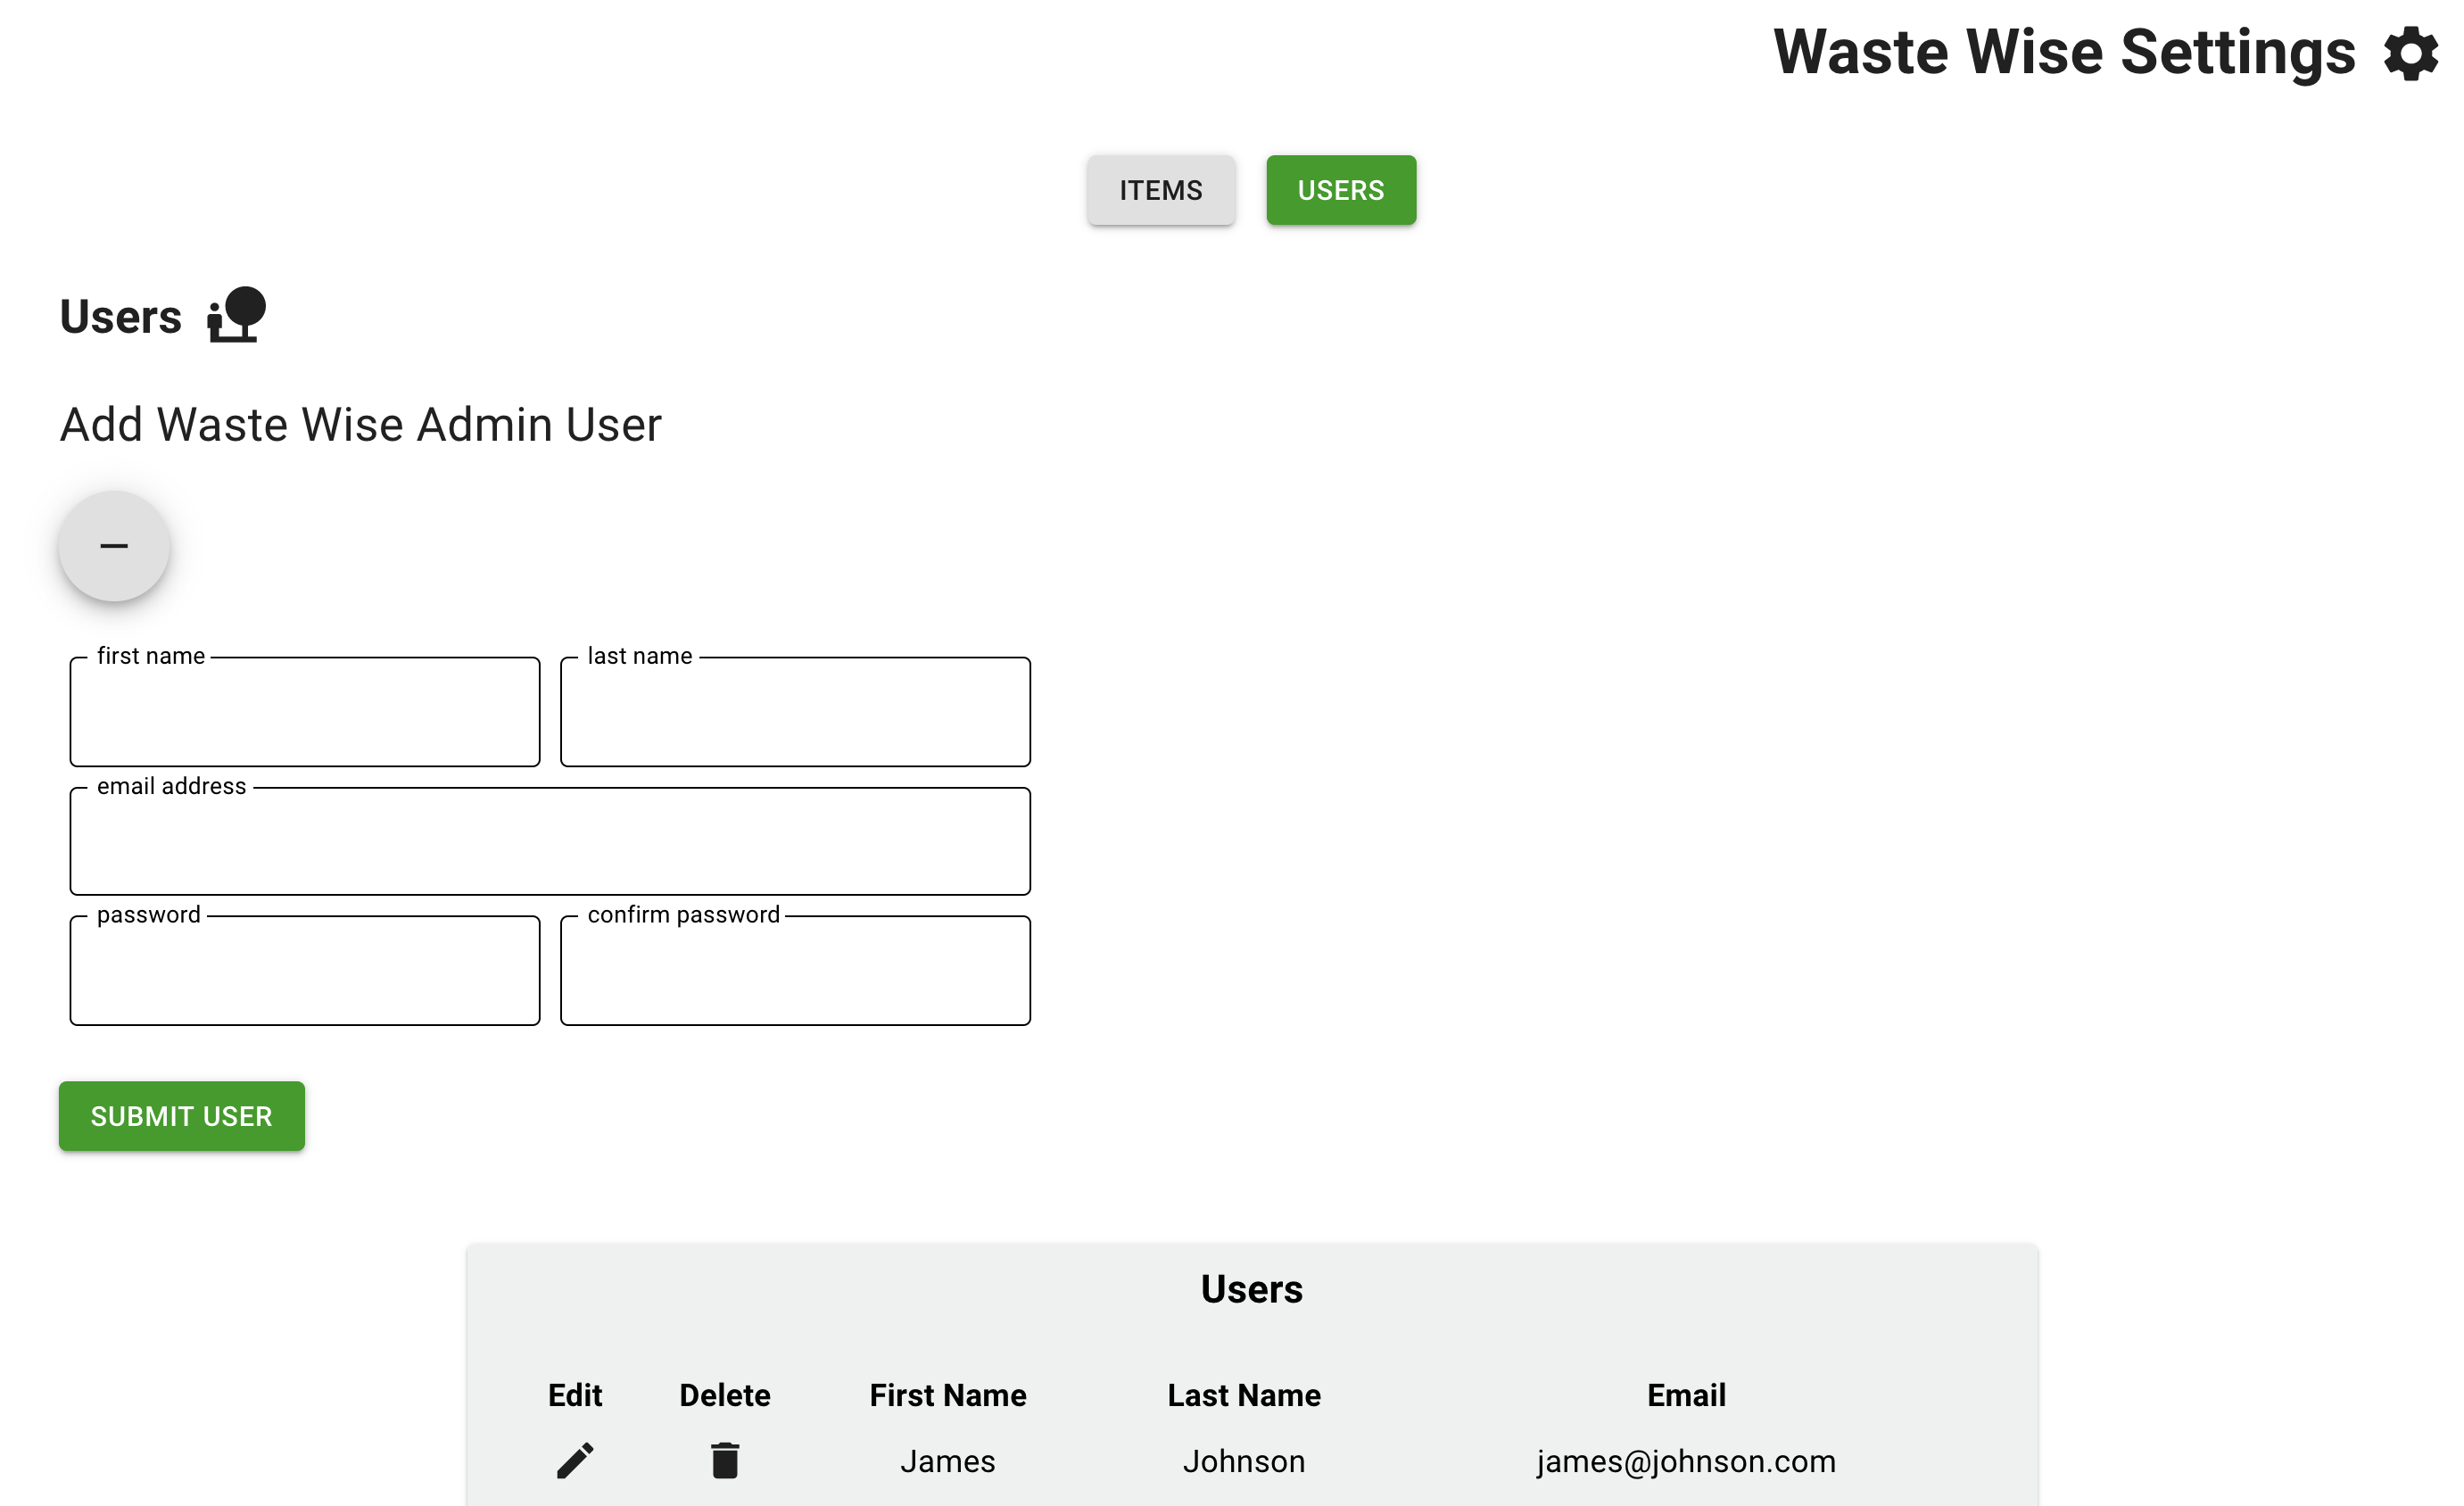 Waste Wise Settings
ITEMS USERS
Users
Add Waste Wise Admin User
first name last name
email address
password confirm password
SUBMIT USER
Users
Edit Delete First Name Last Name Email
James Johnson james@johnson.com